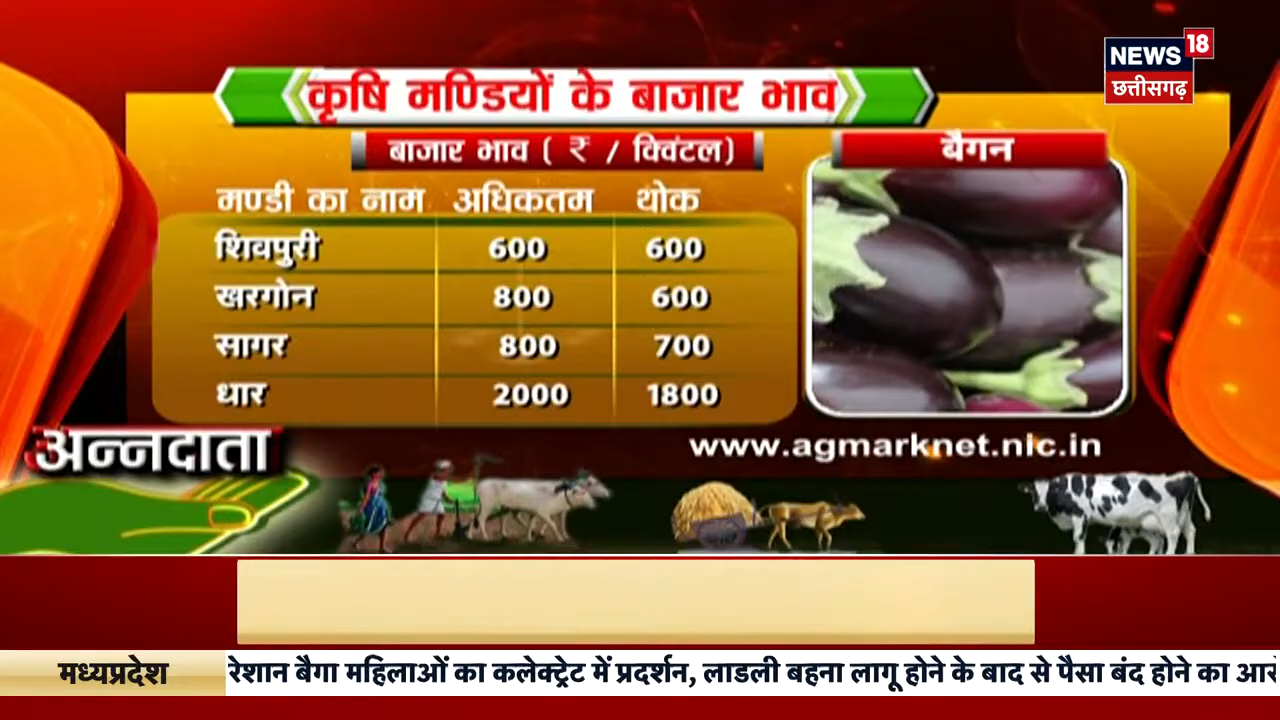 NEWS 18
छत्तीसगढ़
कृषि मण्डियों के बाजार भाव
बाजार भाव ( ₹ / क्विंटल)
बैगन
मण्डी का नाम अधिकतम थोक
शिवपुरी 600 600
खरगोन 800 600
सागर 800 700
धार 2000 1800
अन्नदाता
www.agmarknet.nic.in
मध्यप्रदेश
रेशान बैगा महिलाओं का कलेक्ट्रेट में प्रदर्शन, लाडली बहना लागू होने के बाद से पैसा बंद होने का